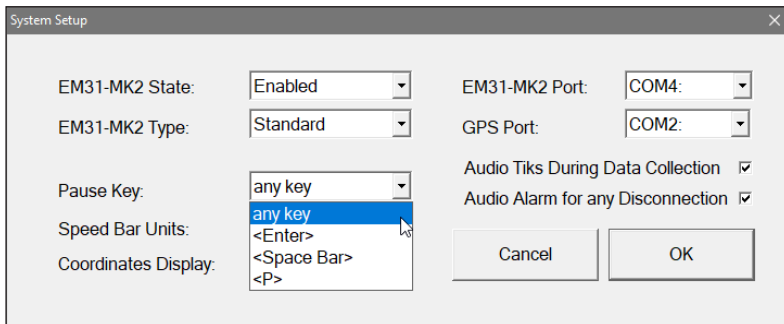 System Setup
EM31-MK2 State: Enabled
EM31-MK2 Port: COM4:
EM31-MK2 Type: Standard
GPS Port: COM2:
Audio Tiks During Data Collection
Pause Key: any key
Audio Alarm for any Disconnection
any key
Speed Bar Units:
<Enter>
<Space Bar>
Coordinates Display:
<P>
Cancel
OK